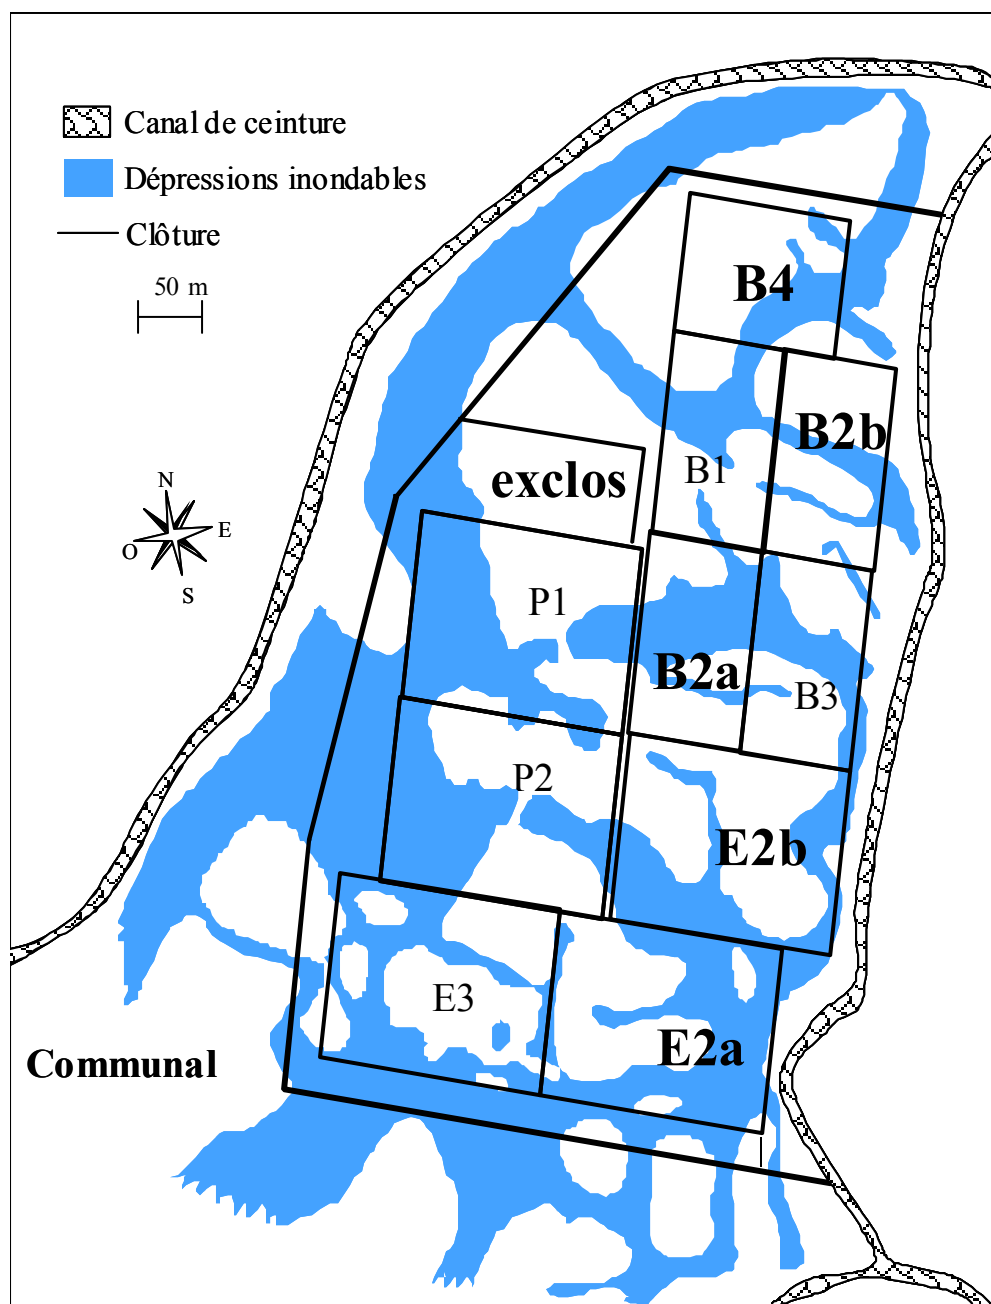 Canal de ceinture
Dépressions inondables
Clôture
50 m
N
E
O
S
B4
B2b
B1
exclos
P1
B2a
B3
P2
E2b
E3
E2a
Communal